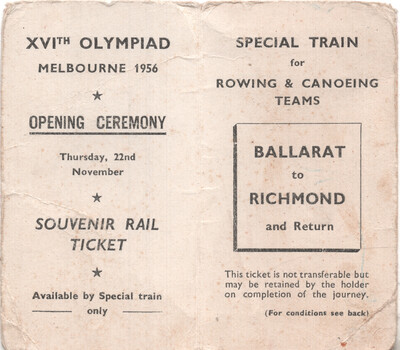 XVITH OLYMPIAD
MELBOURNE 1956
OPENING CEREMONY
Thursday, 22nd
November
SOUVENIR RAIL
TICKET
Available by Special train
only
SPECIAL TRAIN
for
ROWING & CANOEING
TEAMS
BALLARAT
to
RICHMOND
and Return
This ticket is not transferable but
may be retained by the holder
on completion of the journey.
(For conditions see back)